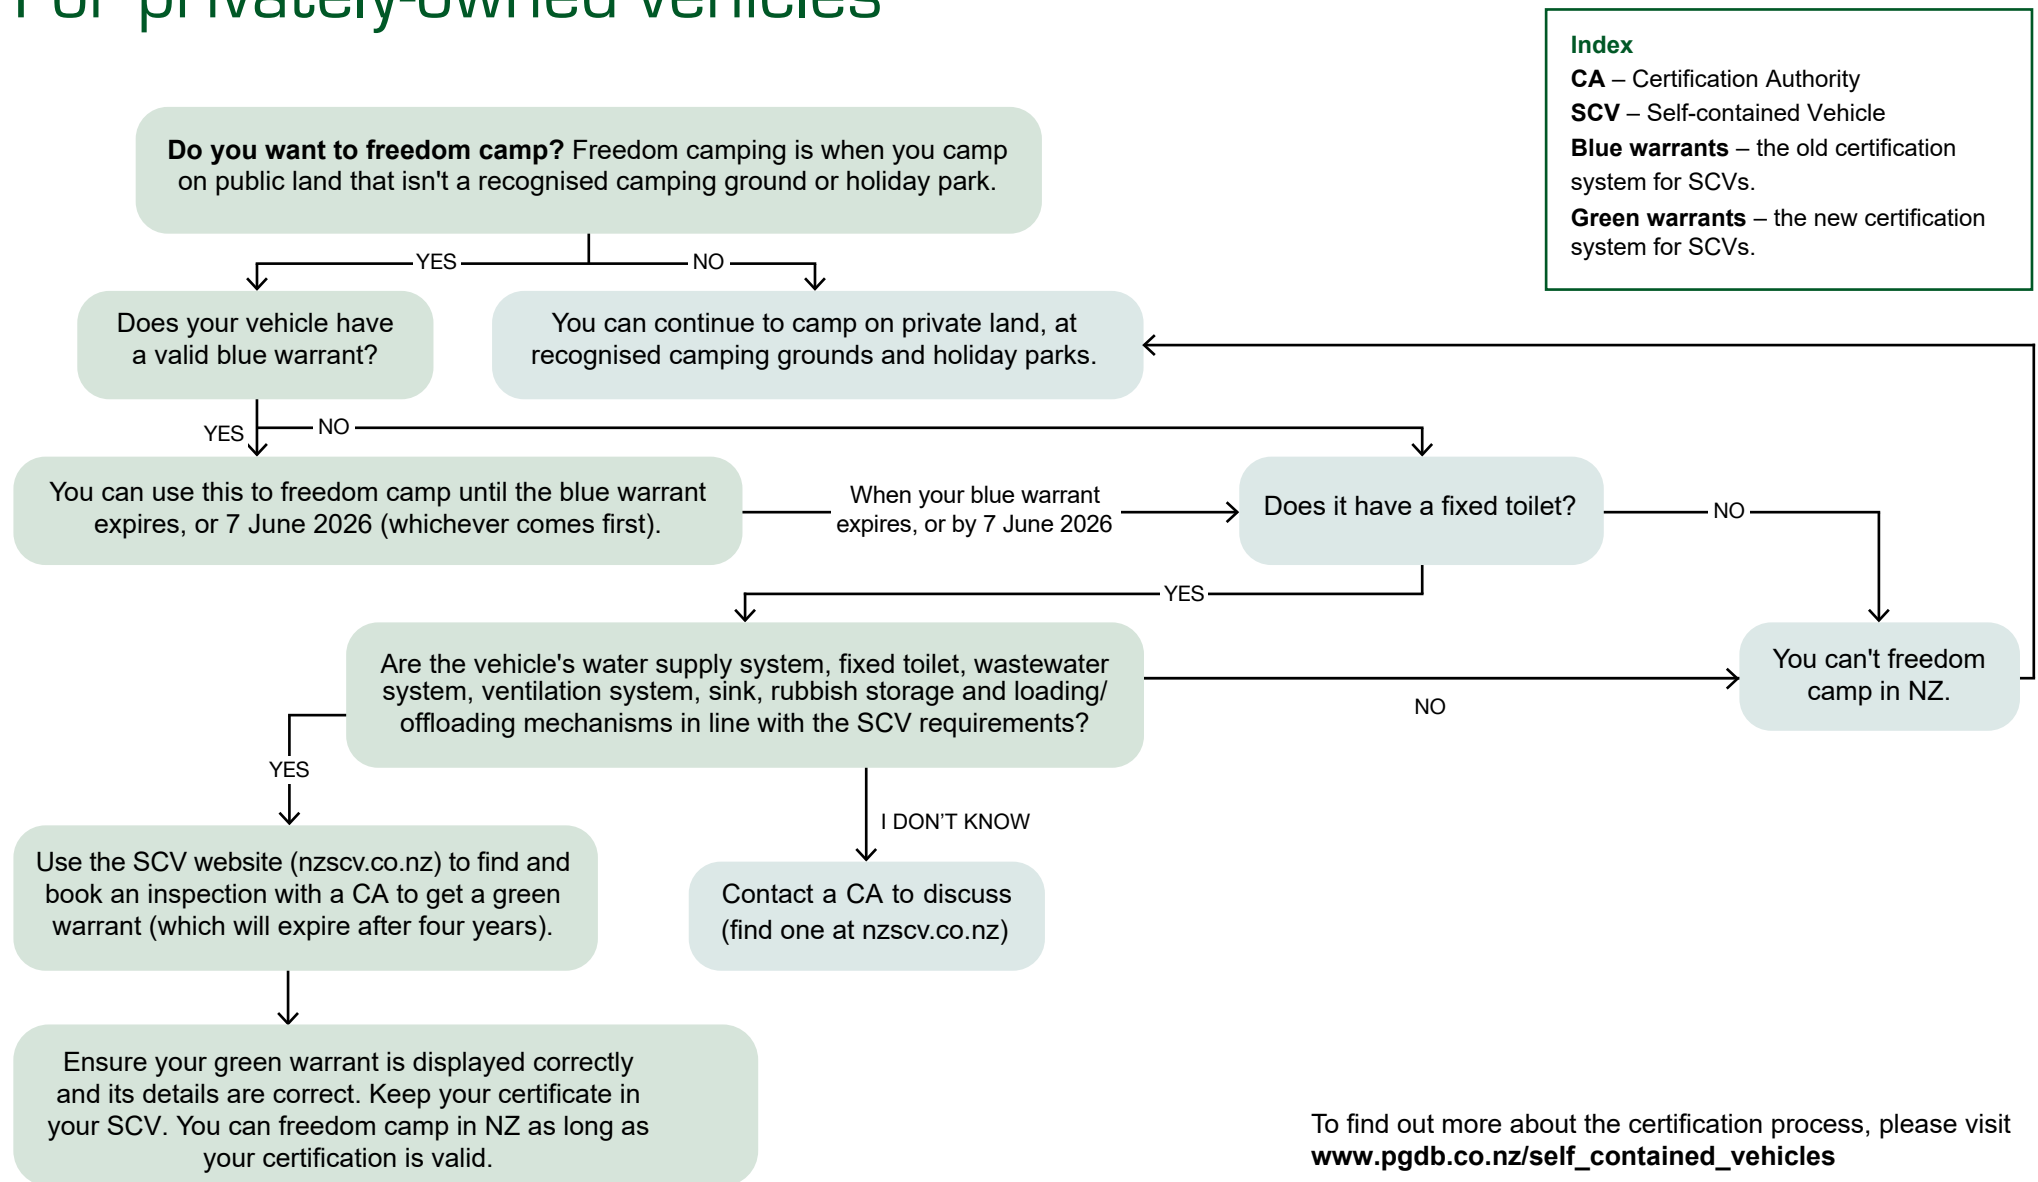 For privately-owned vehicles
Index
CA – Certification Authority
SCV – Self-contained Vehicle
Blue warrants – the old certification
system for SCVs.
Green warrants – the new certification
system for SCVs.
Do you want to freedom camp? Freedom camping is when you camp
on public land that isn't a recognised camping ground or holiday park.
YES
NO
Does your vehicle have
a valid blue warrant?
You can continue to camp on private land, at
recognised camping grounds and holiday parks.
YES
NO
You can use this to freedom camp until the blue warrant
expires, or 7 June 2026 (whichever comes first).
When your blue warrant
expires, or by 7 June 2026
Does it have a fixed toilet?
NO
YES
Are the vehicle's water supply system, fixed toilet, wastewater
system, ventilation system, sink, rubbish storage and loading/
offloading mechanisms in line with the SCV requirements?
NO
You can't freedom
camp in NZ.
YES
I DON'T KNOW
Use the SCV website (nzscv.co.nz) to find and
book an inspection with a CA to get a green
warrant (which will expire after four years).
Contact a CA to discuss
(find one at nzscv.co.nz)
Ensure your green warrant is displayed correctly
and its details are correct. Keep your certificate in
your SCV. You can freedom camp in NZ as long as
your certification is valid.
To find out more about the certification process, please visit
www.pgdb.co.nz/self_contained_vehicles